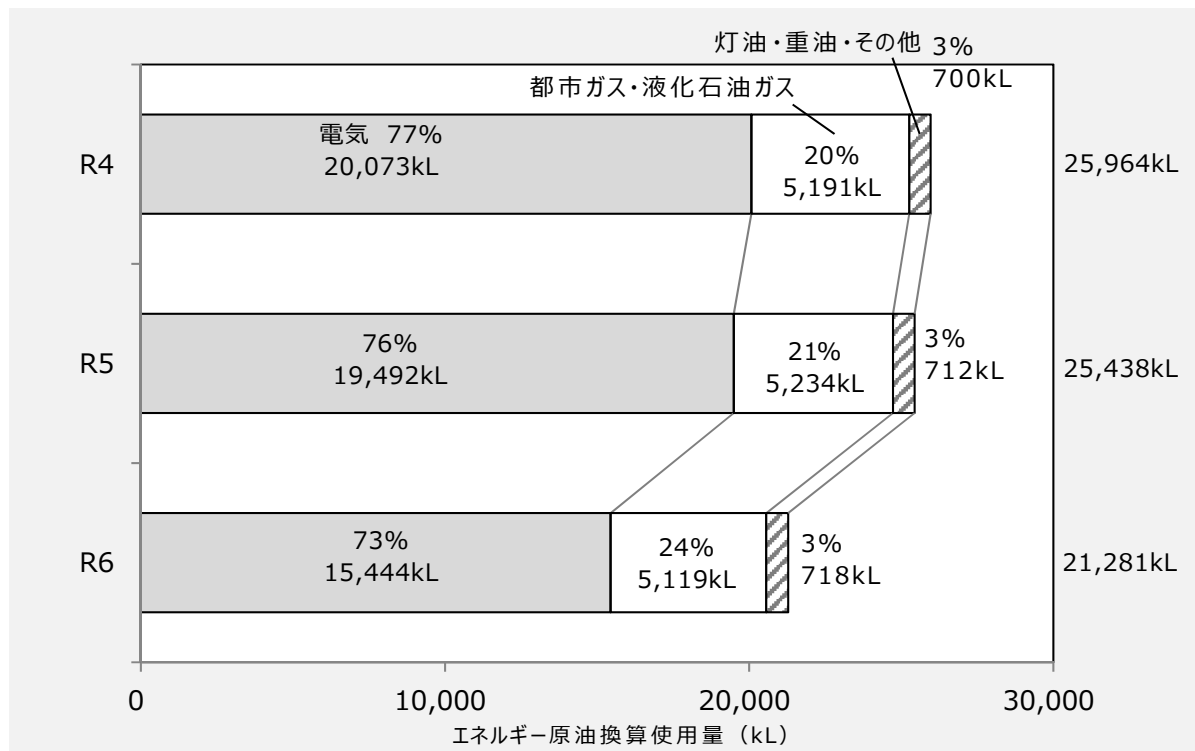 灯油・重油・その他 3%
700kL
都市ガス・液化石油ガス
電気 77%
20,073kL
20%
5,191kL
R4
25,964kL
76%
19,492kL
21%
5,234kL
3%
712kL
R5
25,438kL
73%
15,444kL
24%
5,119kL
3%
718kL
R6
21,281kL
0
10,000
20,000
30,000
エネルギー原油換算使用量（kL）